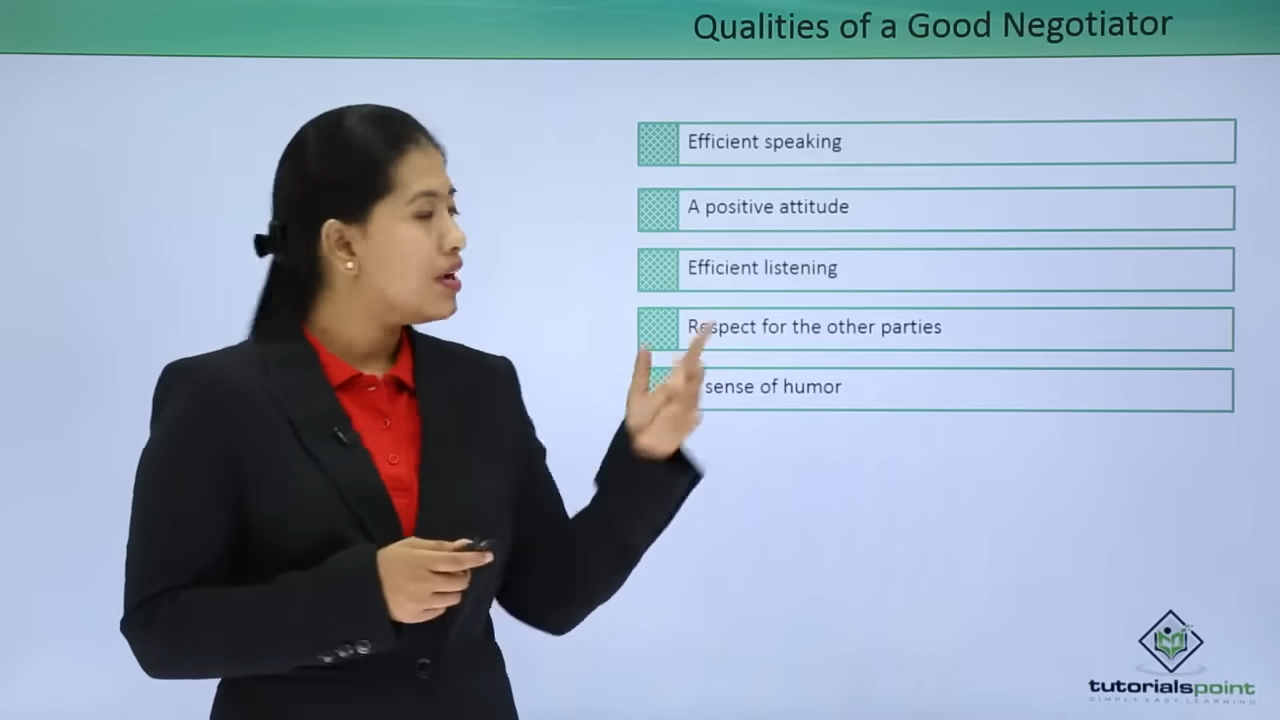 Qualities of a Good Negotiator
Efficient speaking
A positive attitude
Efficient listening
Respect for the other parties
sense of humor
tutorialspoint
SIMPLY EASY LEARNING